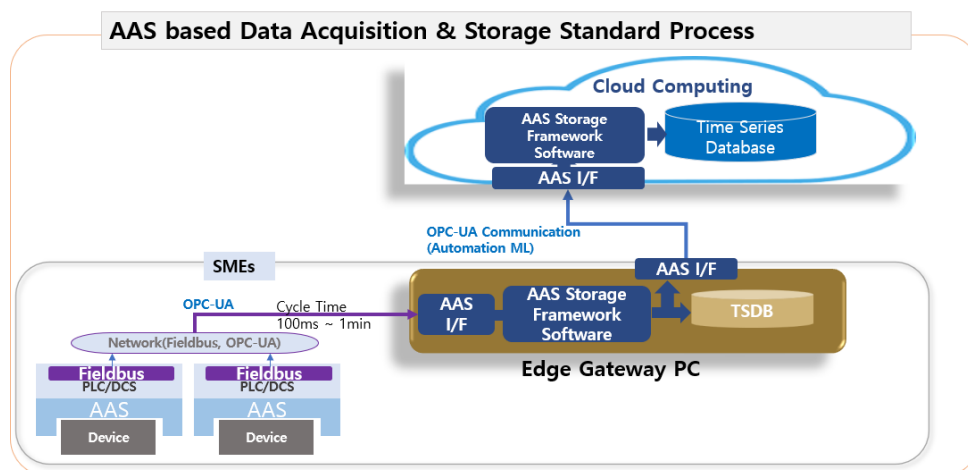 AAS based Data Acquisition & Storage Standard Process
Cloud Computing
AAS Storage
Framework
Software
Time Series
Database
AAS I/F
OPC-UA Communication
(Automation ML)
SMEs
AAS I/F
OPC-UA
Cycle Time
100ms ~ 1min
AAS
I/F
AAS Storage
Framework
Software
TSDB
Network(Fieldbus, OPC-UA)
Edge Gateway PC
Fieldbus
PLC/DCS
AAS
Device
Fieldbus
PLC/DCS
AAS
Device